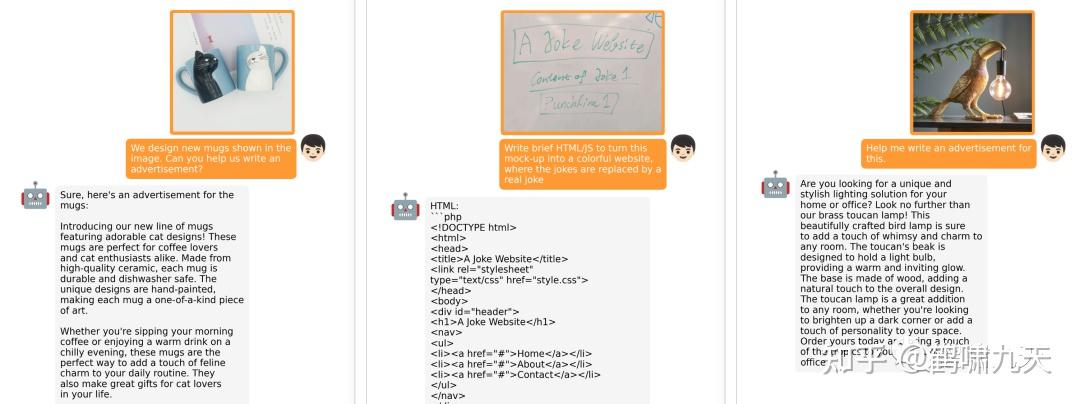 We design new mugs shown in the
image. Can you help us write an
advertisement?
Sure, here's an advertisement for the
mugs:
Introducing our new line of mugs
featuring adorable cat designs! These
mugs are perfect for coffee lovers
and cat enthusiasts alike. Made from
high-quality ceramic, each mug is
durable and dishwasher safe. The
unique designs are hand-painted,
making each mug a one-of-a-kind piece
of art.
Whether you're sipping your morning
coffee or enjoying a warm drink on a
chilly evening, these mugs are the
perfect way to add a touch of feline
charm to your daily routine. They
also make great gifts for cat lovers
in your life.
A Joke Website
Content of Joke 1
Punchline 1
Write brief HTML/JS to turn this
mock-up into a colorful website,
where the jokes are replaced by a
real joke
HTML:
```php
<!DOCTYPE html>
<html>
<head>
<title>A Joke Website</title>
<link rel="stylesheet"
type="text/css" href="style.css">
</head>
<body>
<div id="header">
<h1>A Joke Website</h1>
<nav>
<ul>
<li><a href="#">Home</a></li>
<li><a href="#">About</a></li>
<li><a href="#">Contact</a></li>
</ul>
</nav>
Help me write an advertisement for
this.
Are you looking for a unique and
stylish lighting solution for your
home or office? Look no further than
our brass toucan lamp! This
beautifully crafted bird lamp is sure
to add a touch of whimsy and charm to
any room. The toucan's beak is
designed to hold a light bulb,
providing a warm and inviting glow.
The base is made of wood, adding a
natural touch to the overall design.
The toucan lamp is a great addition
to any room, whether you're looking
to brighten up a dark corner or add a
touch of personality to your space.
Order yours today and bring a touch
of the tropics to your
office
知乎 @鹤啸九天